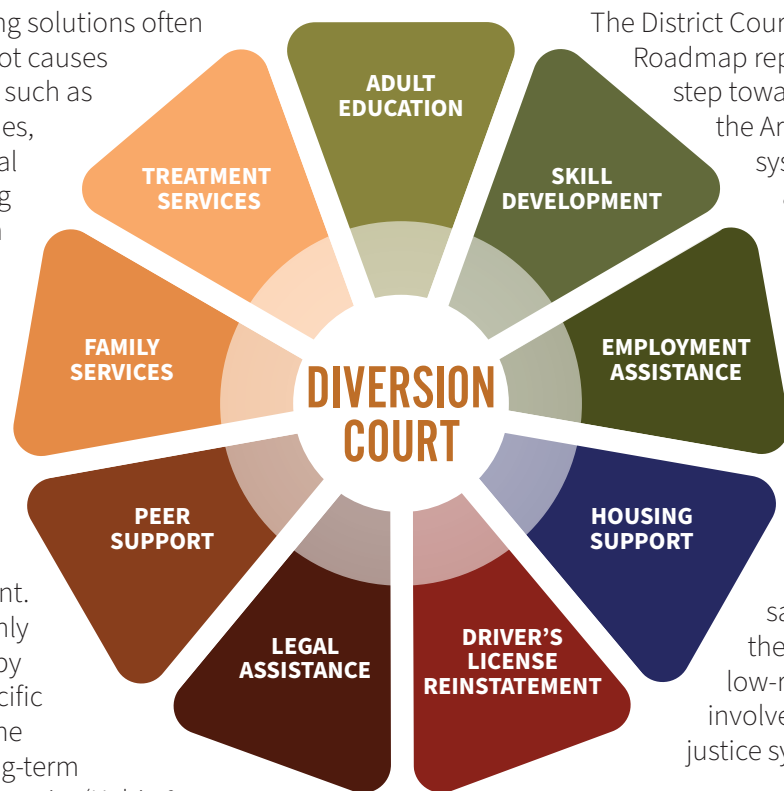 ng solutions often
ot causes
such as
es,
al
g
The District Cour
Roadmap rep
step towa
the Ar
sys
ADULT
EDUCATION
SKILL
DEVELOPMENT
EMPLOYMENT
ASSISTANCE
HOUSING
SUPPORT
DRIVER’S
LICENSE
REINSTATEMENT
LEGAL
ASSISTANCE
PEER
SUPPORT
FAMILY
SERVICES
TREATMENT
SERVICES
DIVERSION
COURT
nt.
nly
by
cific
he
g-term
sa
the
low-r
involve
justice sy